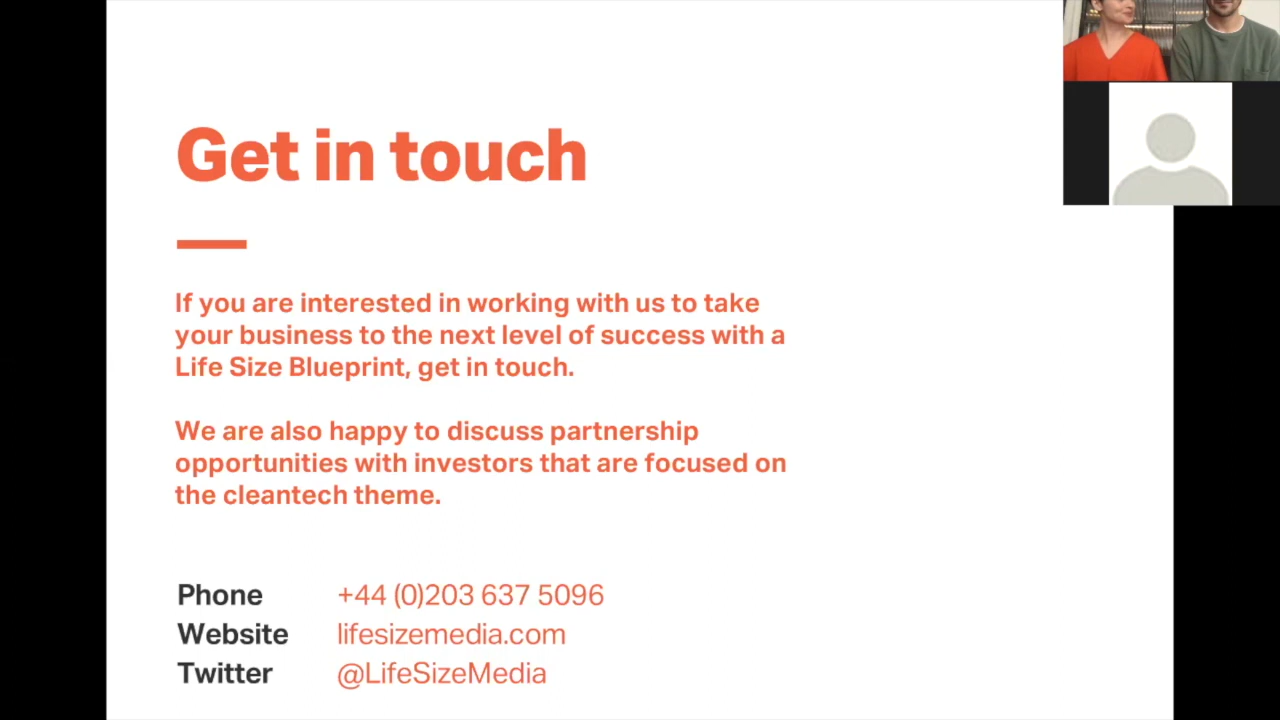 Get in touch
If you are interested in working with us to take
your business to the next level of success with a
Life Size Blueprint, get in touch.
We are also happy to discuss partnership
opportunities with investors that are focused on
the cleantech theme.
Phone +44 (0)203 637 5096
Website lifesizemedia.com
Twitter @LifeSizeMedia